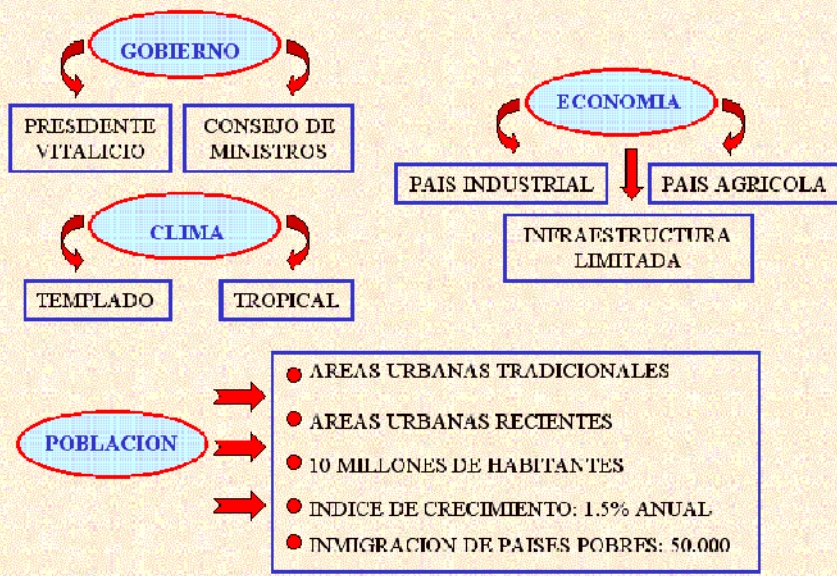 GOBIERNO
PRESIDENTE
VITALICIO
CONSEJO DE
MINISTROS
ECONOMIA
PAIS INDUSTRIAL
PAIS AGRICOLA
INFRAESTRUCTURA
LIMITADA
CLIMA
TEMPLADO
TROPICAL
POBLACION
AREAS URBANAS TRADICIONALES
AREAS URBANAS RECIENTES
10 MILLONES DE HABITANTES
INDICE DE CRECIMIENTO: 1.5% ANUAL
INMIGRACION DE PAISES POBRES: 50.000